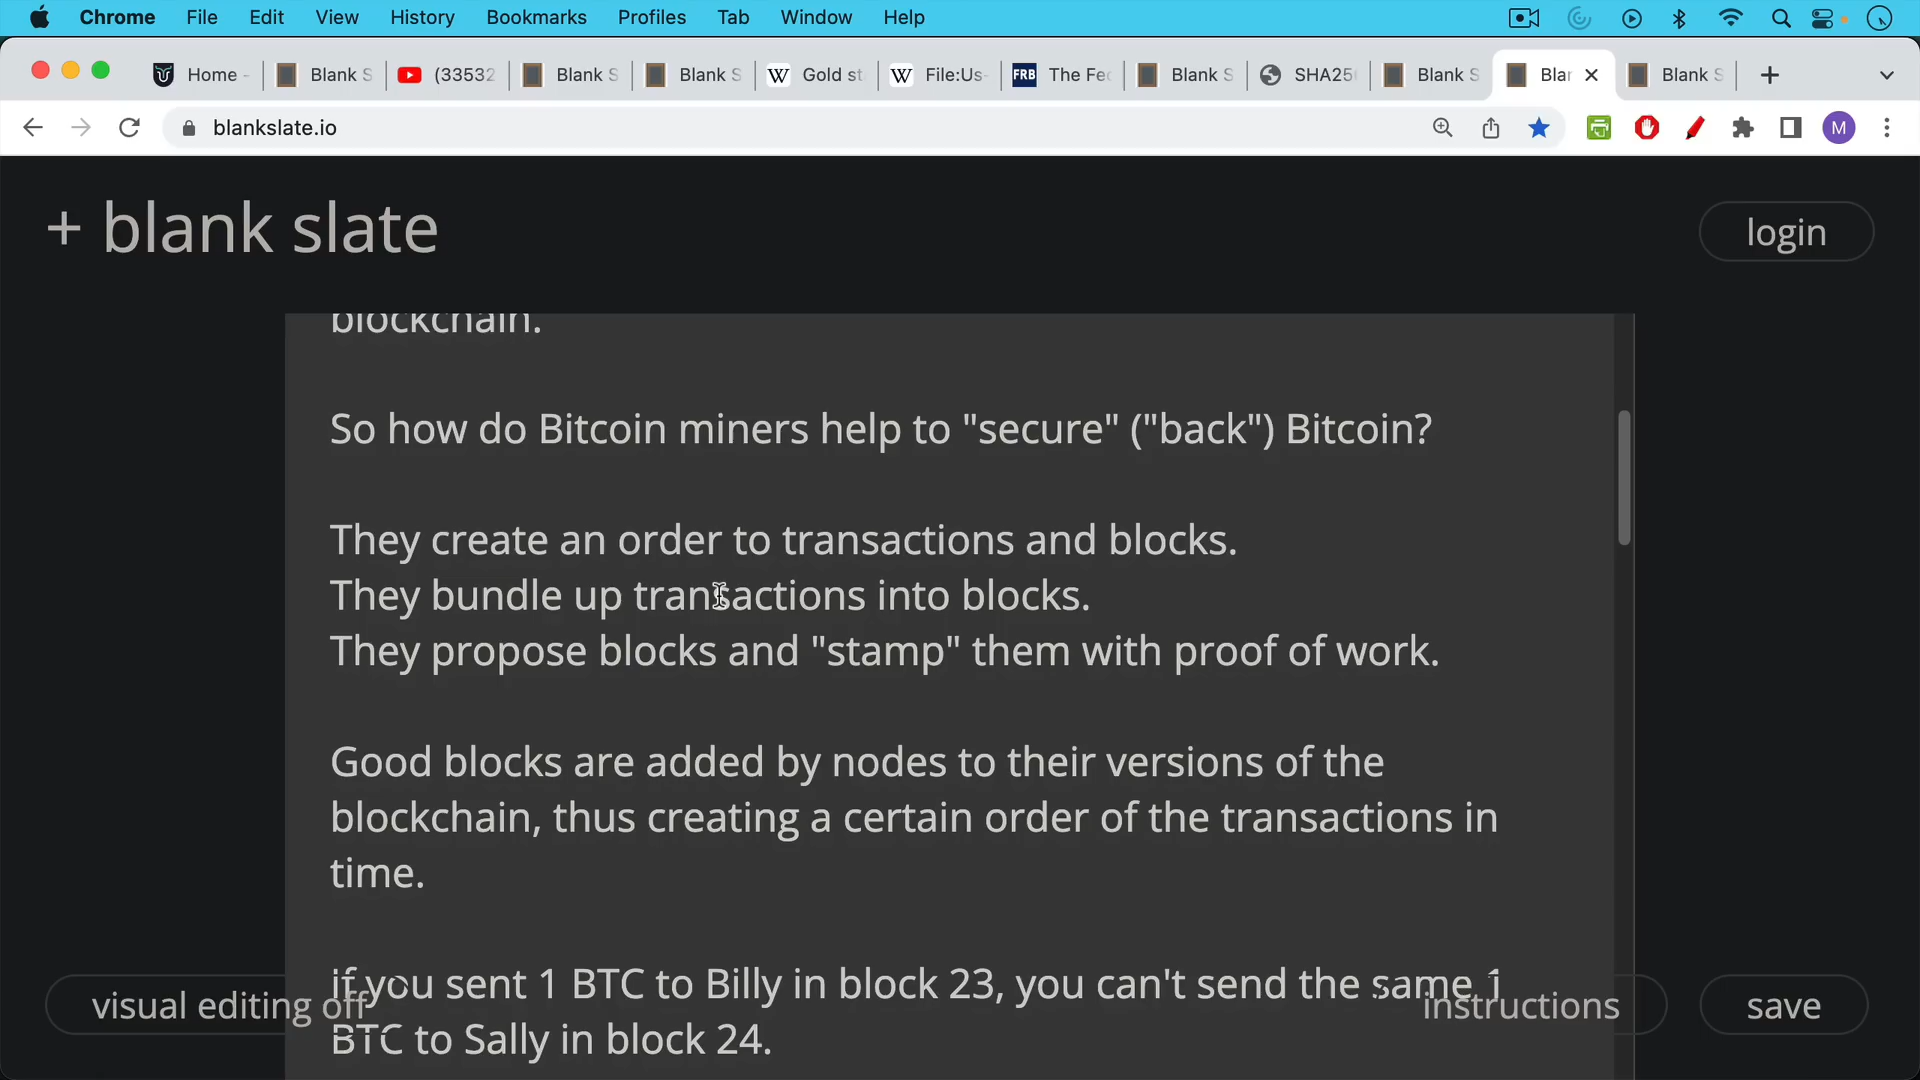 Chrome File Edit View History Bookmarks Profiles Tab Window Help
Home - Blank S (33532 Blank S Blank S Gold st File:Us- FRB The Fed Blank S SHA256 Blank S Blan Blank S
blankslate.io M
+ blank slate login
blockchain.
So how do Bitcoin miners help to "secure" ("back") Bitcoin?
They create an order to transactions and blocks.
They bundle up transactions into blocks.
They propose blocks and "stamp" them with proof of work.
Good blocks are added by nodes to their versions of the
blockchain, thus creating a certain order of the transactions in
time.
if you sent 1 BTC to Billy in block 23, you can't send the same 1
BTC to Sally in block 24.
visual editing off instructions save